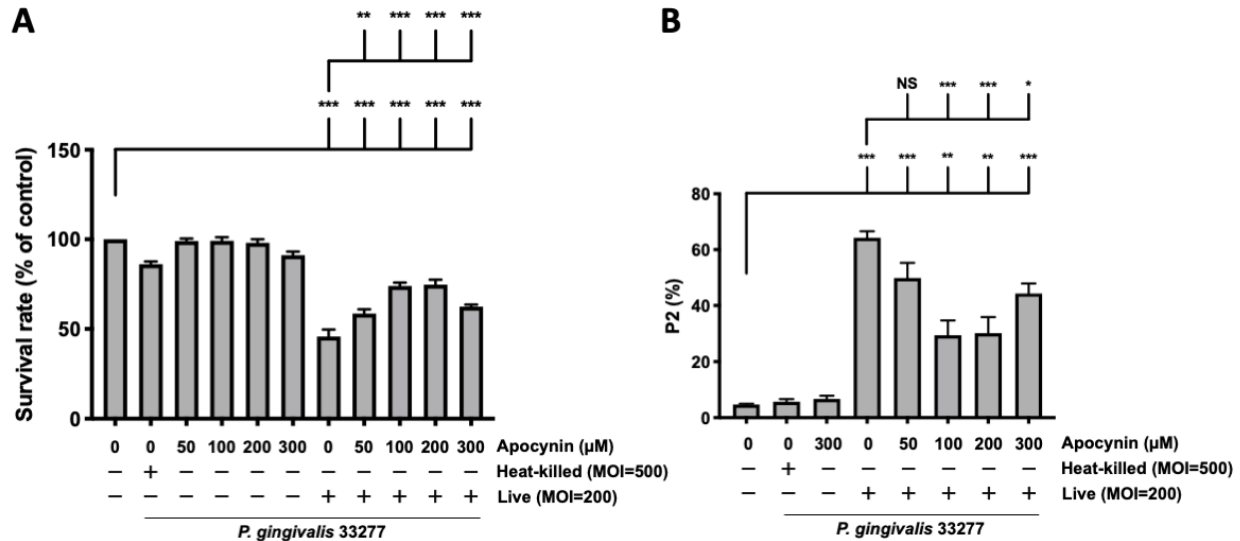 A
** *** *** ***
*** *** *** *** ***
Survival rate (% of control)
150
100
50
0
0 0 50 100 200 300 0 50 100 200 300 Apocynin (μM)
− + − − − − − − − − − Heat-killed (MOI=500)
− − − − − − + + + + + Live (MOI=200)
P. gingivalis 33277
B
NS *** *** *
*** *** ** ** ***
P2 (%)
80
60
40
20
0
0 0 300 0 50 100 200 300 Apocynin (μM)
− + − − − − − − Heat-killed (MOI=500)
− − − + + + + + Live (MOI=200)
P. gingivalis 33277